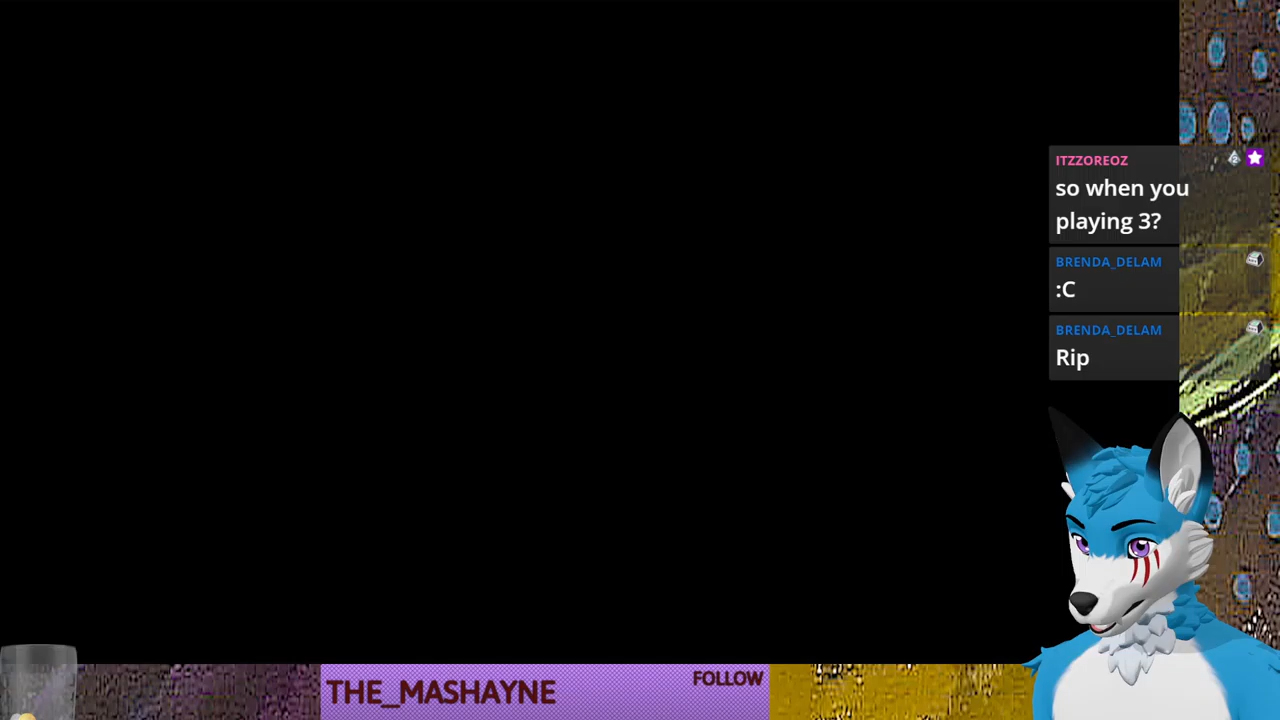 ITZZOREOZ
so when you
playing 3?
BRENDA_DELAM
:C
BRENDA_DELAM
Rip
THE_MASHAYNE
FOLLOW